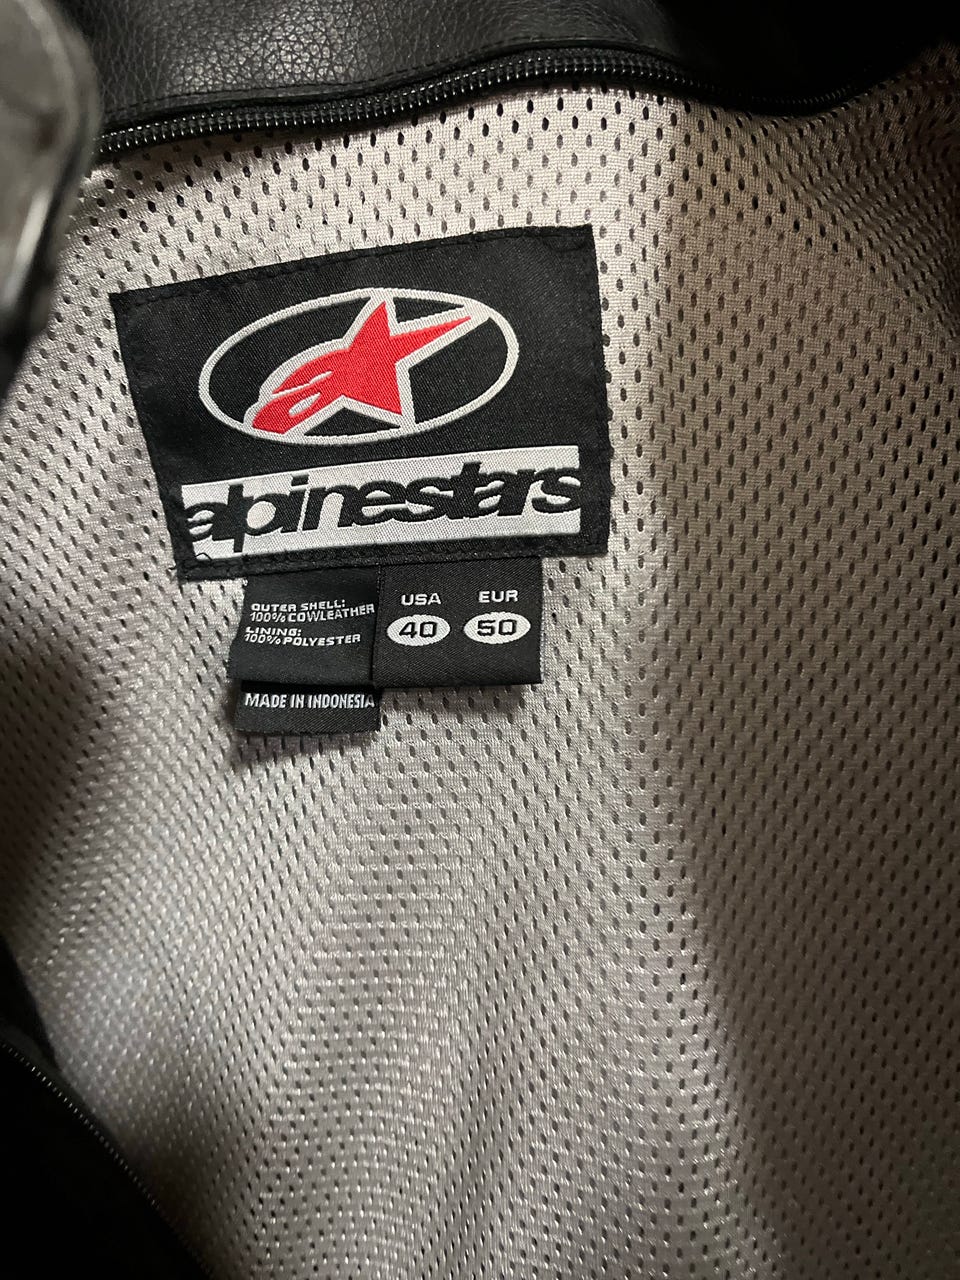 alpinestars
OUTER SHELL:
100% COWLEATHER
LINING:
100% POLYESTER
USA EUR
40 50
MADE IN INDONESIA